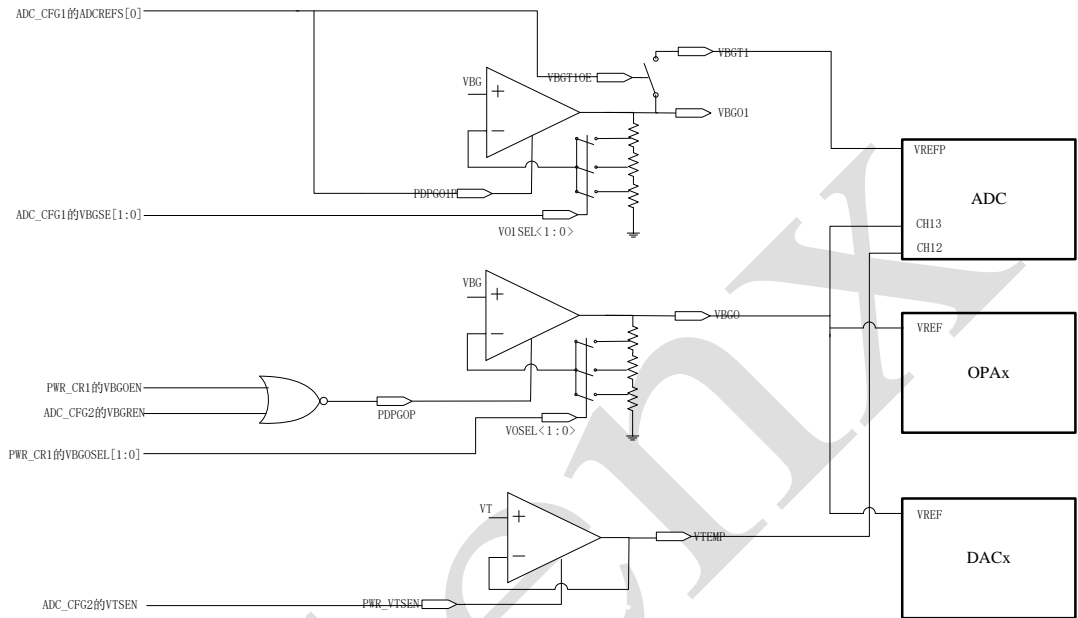 ADC_CFG1的ADCREFS[0]
VBGT1
VBG
VBGT1OE
VBGO1
VREFP
ADC
PDPGO1P
ADC_CFG1的VBGSE[1:0]
VO1SEL<1:0>
CH13
CH12
VBG
VBGO
VREF
OPAx
PWR_CR1的VBGOEN
PDPGOP
ADC_CFG2的VBGREN
VOSEL<1:0>
PWR_CR1的VBGOSEL[1:0]
VT
VREF
VTEMP
DACx
ADC_CFG2的VTSEN
PWR_VTSEN